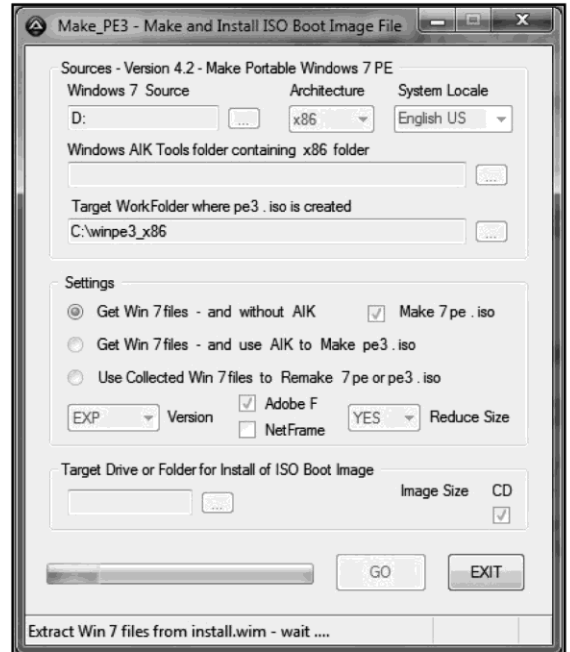 Make_PE3 - Make and Install ISO Boot Image File
Sources - Version 4.2 - Make Portable Windows 7 PE
Windows 7 Source Architecture System Locale
D: ... x86 English US
Windows AIK Tools folder containing x86 folder
...
Target WorkFolder where pe3 . iso is created
C:\winpe3_x86 ...
Settings
Get Win 7 files - and without AIK Make 7pe . iso
Get Win 7 files - and use AIK to Make pe3 . iso
Use Collected Win 7 files to Remake 7pe or pe3 . iso
EXP Version Adobe F YES Reduce Size
NetFrame
Target Drive or Folder for Install of ISO Boot Image
... Image Size CD
GO EXIT
Extract Win 7 files from install.wim - wait ....